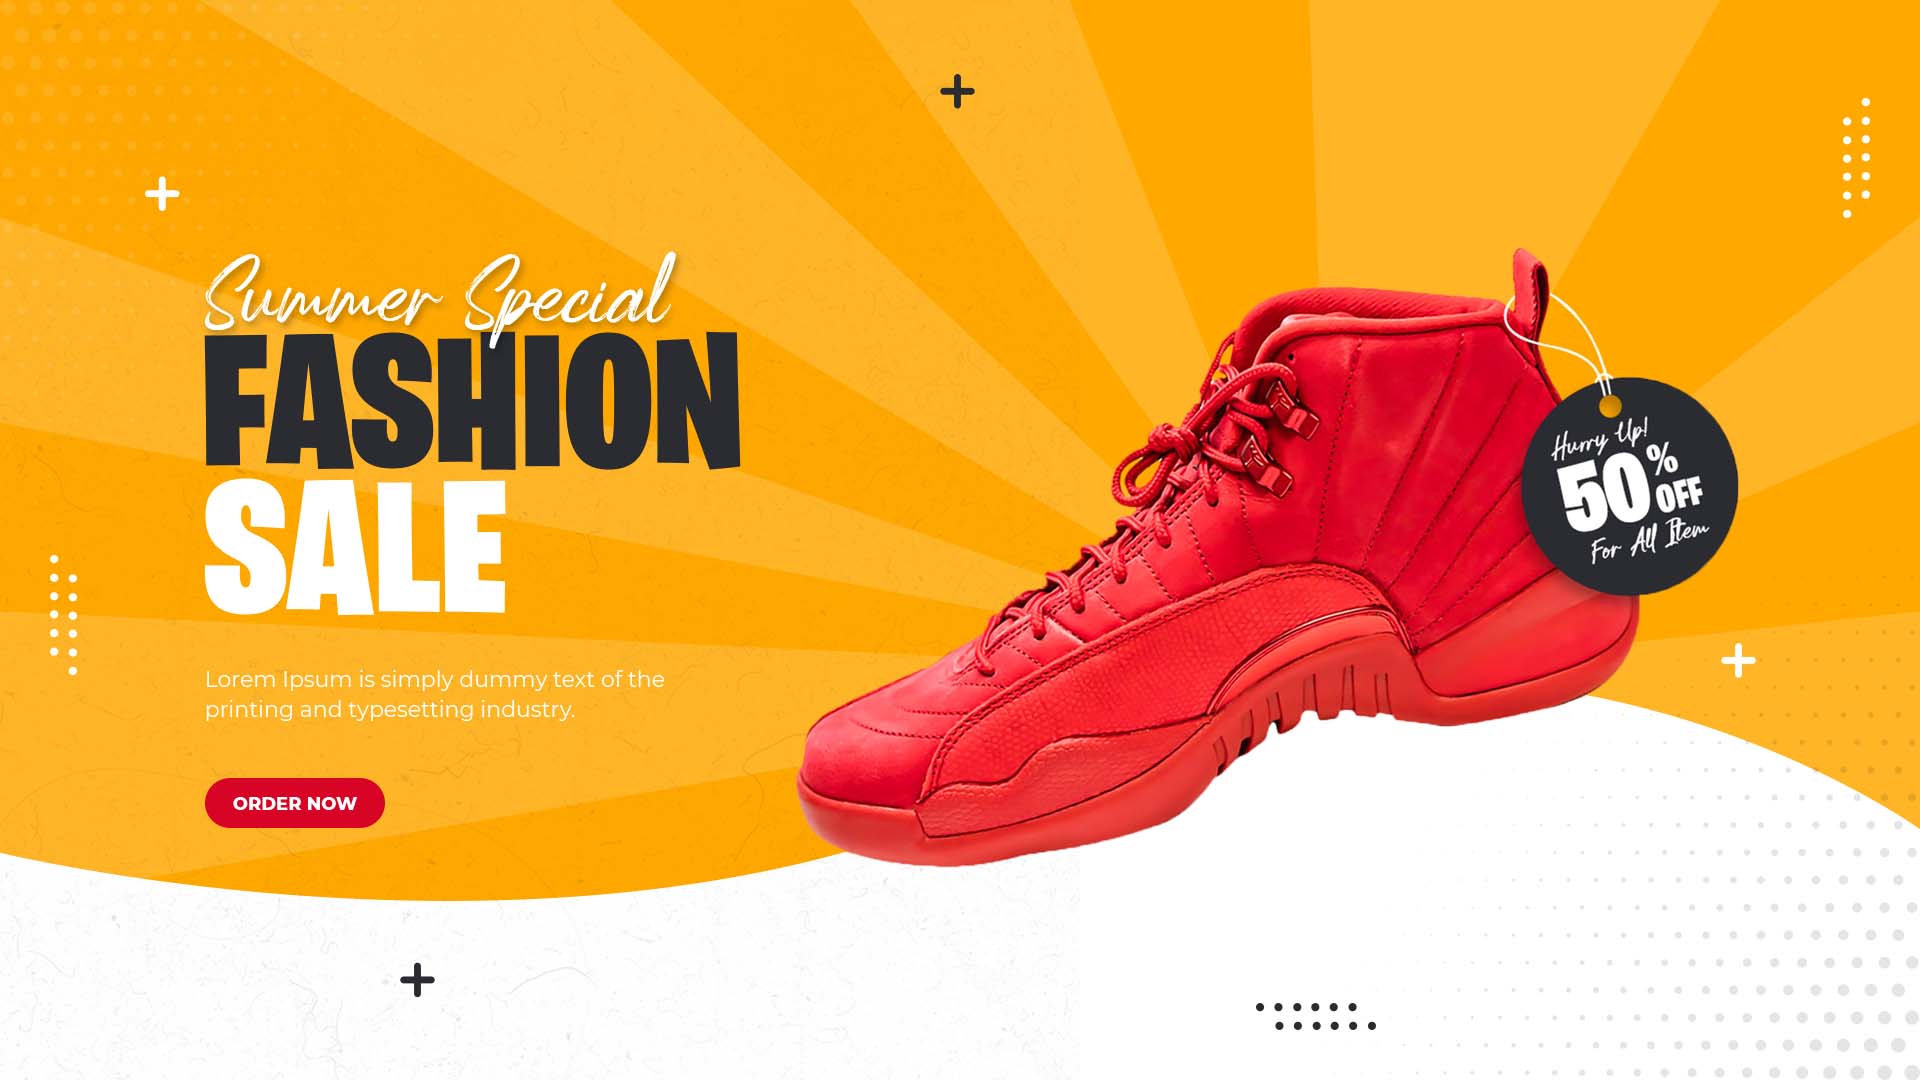 Summer Special
FASHION
SALE
Lorem Ipsum is simply dummy text of the
printing and typesetting industry.
ORDER NOW
Hurry Up!
50% OFF
For All Item